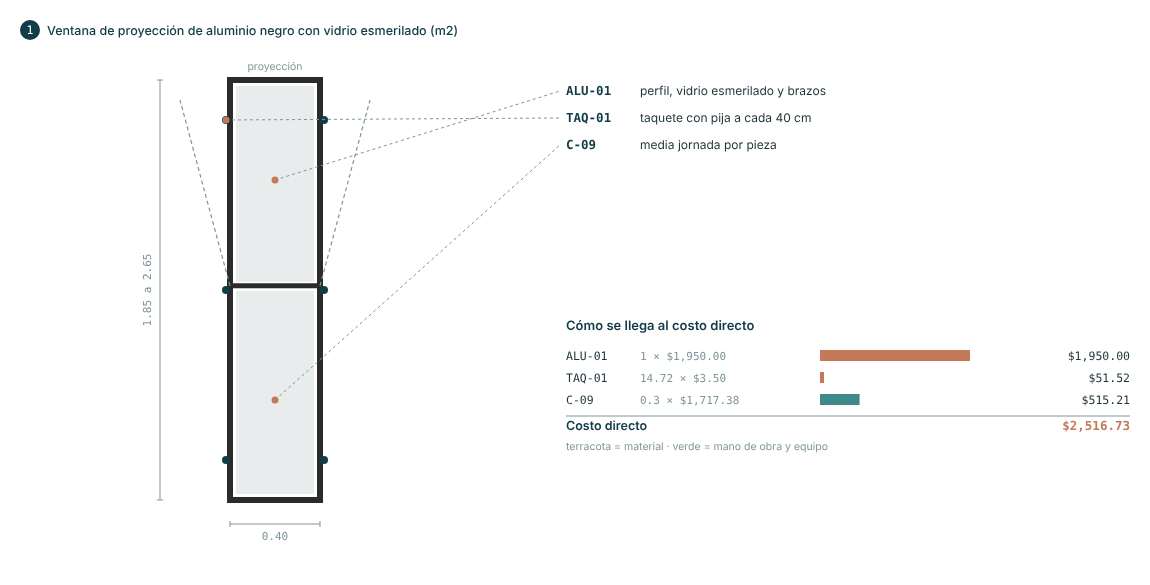 1 Ventana de proyección de aluminio negro con vidrio esmerilado (m2)
proyección
ALU-01 perfil, vidrio esmerilado y brazos
TAQ-01 taquete con pija a cada 40 cm
C-09 media jornada por pieza
1.85 a 2.65
0.40
Cómo se llega al costo directo
ALU-01 1 × $1,950.00 $1,950.00
TAQ-01 14.72 × $3.50 $51.52
C-09 0.3 × $1,717.38 $515.21
Costo directo $2,516.73
terracota = material · verde = mano de obra y equipo